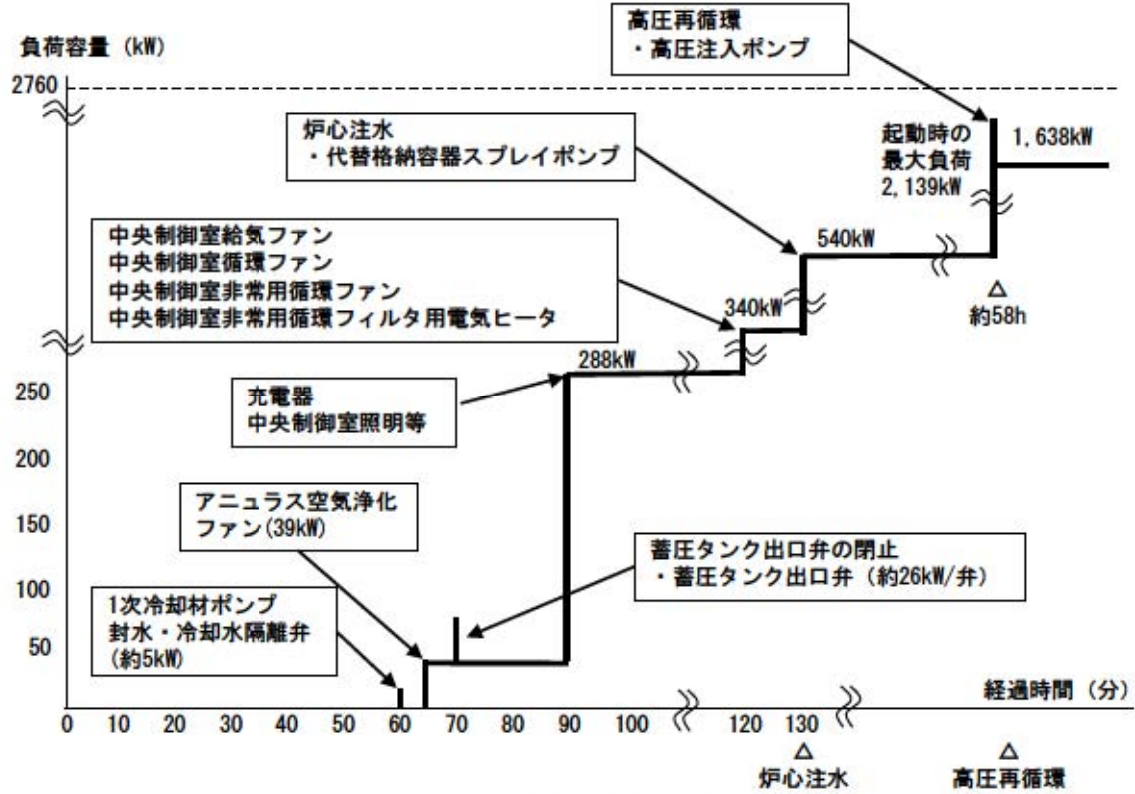 負荷容量 (kW)
2760
高圧再循環
・高圧注入ポンプ
炉心注水
・代替格納容器スプレイポンプ
起動時の
最大負荷
2,139kW
1,638kW
中央制御室給気ファン
中央制御室循環ファン
中央制御室非常用循環ファン
中央制御室非常用循環フィルタ用電気ヒータ
540kW
340kW
△
約58h
288kW
充電器
中央制御室照明等
250
200
150
100
50
アニュラス空気浄化
ファン(39kW)
蓄圧タンク出口弁の閉止
・蓄圧タンク出口弁 (約26kW/弁)
1次冷却材ポンプ
封水・冷却水隔離弁
(約5kW)
経過時間 (分)
0 10 20 30 40 50 60 70 80 90 100 120 130
△
炉心注水
△
高圧再循環